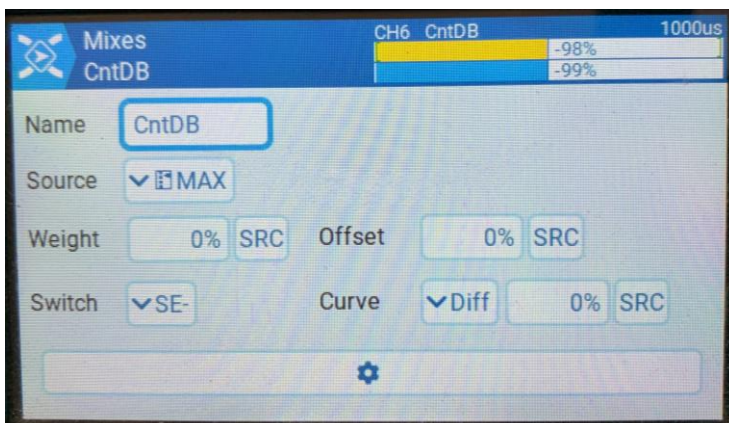 Mixes
CntDB
CH6 CntDB 1000us
-98%
-99%
Name CntDB
Source MAX
Weight 0% SRC Offset 0% SRC
Switch SE- Curve Diff 0% SRC